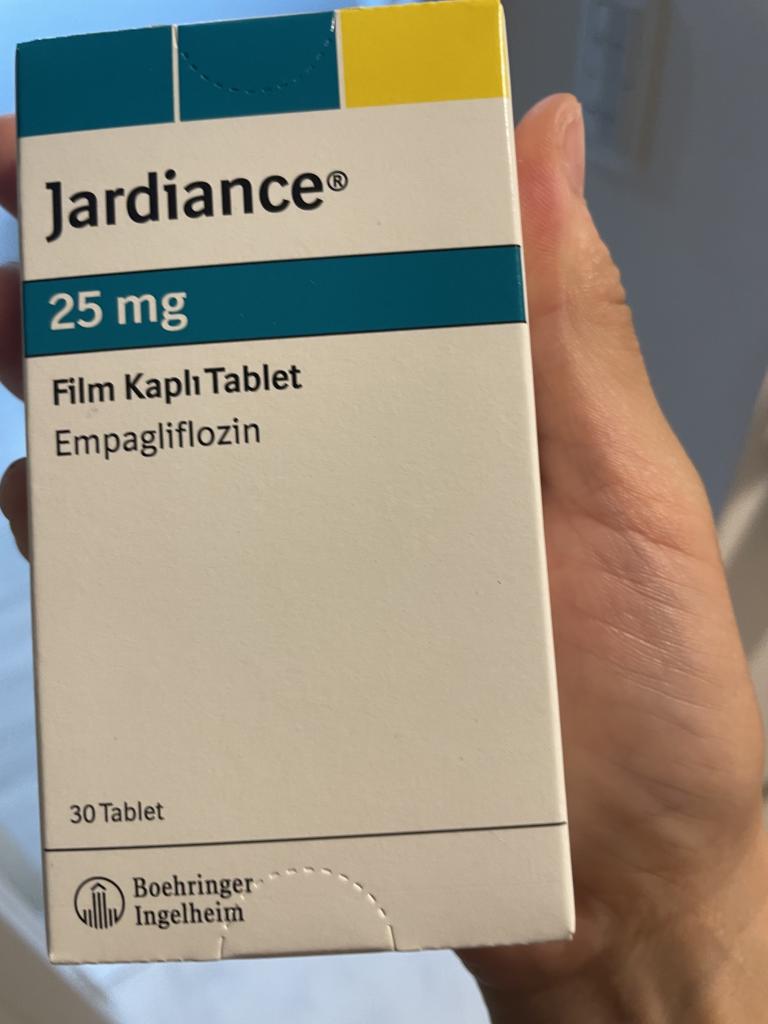 Jardiance®
25 mg
Film Kaplı Tablet
Empagliflozin
30 Tablet
Boehringer
Ingelheim